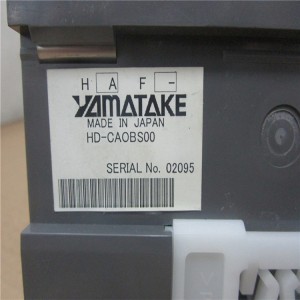 H A F -
YAMATAKE
MADE IN JAPAN
HD-CAOBS00
SERIAL No. 02095